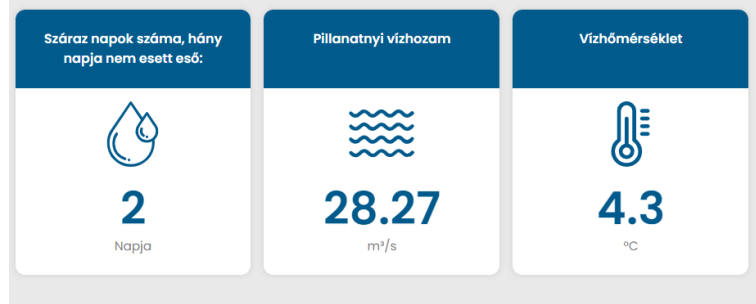 Száraz napok száma, hány
napja nem esett eső:
2
Napja
Pillanatnyi vízhozam
28.27
m³/s
Vízhőmérséklet
4.3
°C